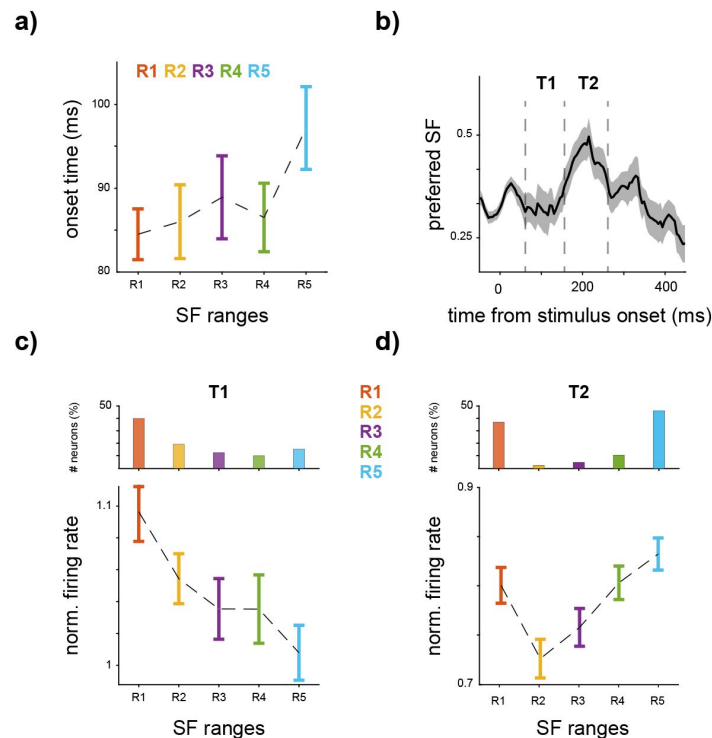 a)
R1 R2 R3 R4 R5
onset time (ms)
100
90
80
R1 R2 R3 R4 R5
SF ranges
b)
T1 T2
preferred SF
0.5
0.25
0 200 400
time from stimulus onset (ms)
c)
T1
# neurons (%)
50
norm. firing rate
1.1
1
R1 R2 R3 R4 R5
SF ranges
R1
R2
R3
R4
R5
d)
T2
# neurons (%)
50
norm. firing rate
0.9
0.7
R1 R2 R3 R4 R5
SF ranges